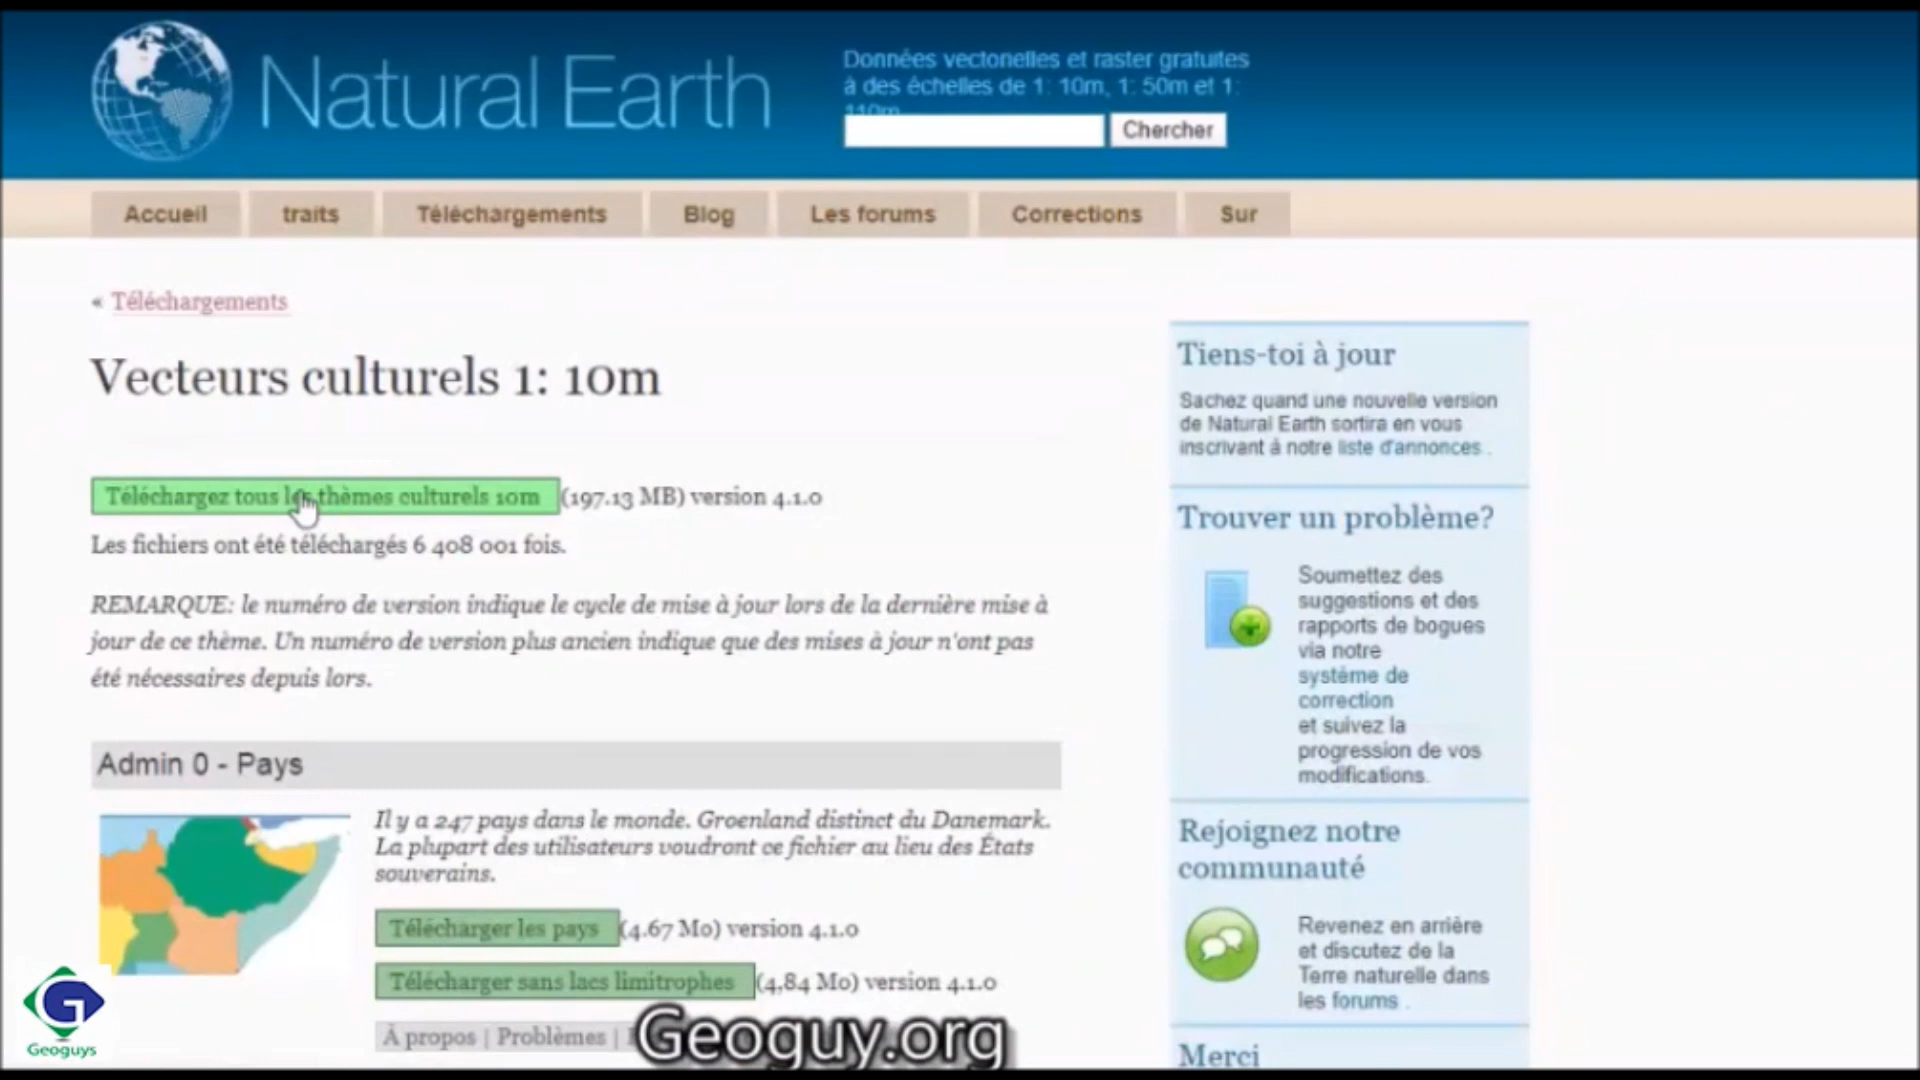 Natural Earth
Données vectorielles et raster gratuites
à des échelles de 1: 10m, 1: 50m et 1:
110m
Chercher
Accueil
traits
Téléchargements
Blog
Les forums
Corrections
Sur
« Téléchargements
Vecteurs culturels 1: 10m
Téléchargez tous les thèmes culturels 10m (197.13 MB) version 4.1.0
Les fichiers ont été téléchargés 6 408 001 fois.
REMARQUE: le numéro de version indique le cycle de mise à jour lors de la dernière mise à
jour de ce thème. Un numéro de version plus ancien indique que des mises à jour n'ont pas
été nécessaires depuis lors.
Admin 0 - Pays
Il y a 247 pays dans le monde. Groenland distinct du Danemark.
La plupart des utilisateurs voudront ce fichier au lieu des États
souverains.
Télécharger les pays (4.67 Mo) version 4.1.0
Télécharger sans lacs limitrophes (4,84 Mo) version 4.1.0
À propos | Problèmes |
Tiens-toi à jour
Sachez quand une nouvelle version
de Natural Earth sortira en vous
inscrivant à notre liste d'annonces .
Trouver un problème?
Soumettez des
suggestions et des
rapports de bogues
via notre
système de
correction
et suivez la
progression de vos
modifications.
Rejoignez notre
communauté
Revenez en arrière
et discutez de la
Terre naturelle dans
les forums .
Merci
G
Geoguys
Geoguy.org